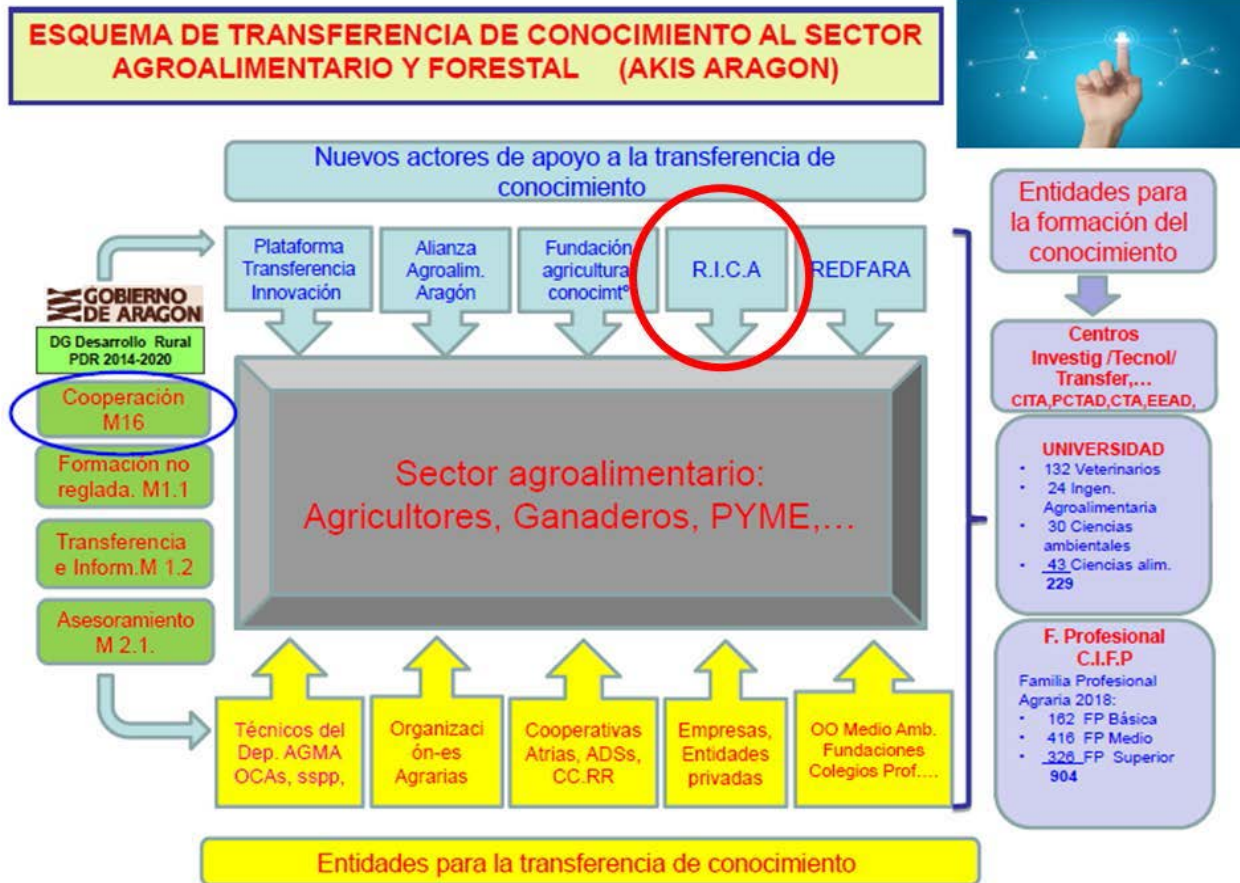 ESQUEMA DE TRANSFERENCIA DE CONOCIMIENTO AL SECTOR
AGROALIMENTARIO Y FORESTAL (AKIS ARAGON)
Nuevos actores de apoyo a la transferencia de
conocimiento
Plataforma
Transferencia
Innovación
Alianza
Agroalim.
Aragón
Fundación
agricultura
conocimtº
R.I.C.A
REDFARA
GOBIERNO
DE ARAGON
DG Desarrollo Rural
PDR 2014-2020
Cooperación
M16
Formación no
reglada. M1.1
Transferencia
e Inform.M 1.2
Asesoramiento
M 2.1.
Sector agroalimentario:
Agricultores, Ganaderos, PYME,...
Técnicos del
Dep. AGMA
OCAs, sspp,
Organizaci
ón-es
Agrarias
Cooperativas
Atrias, ADSs,
CC.RR
Empresas,
Entidades
privadas
OO Medio Amb.
Fundaciones
Colegios Prof....
Entidades para la transferencia de conocimiento
Entidades para
la formación del
conocimiento
Centros
Investig /Tecnol/
Transfer,...
CITA,PCTAD,CTA,EEAD,
UNIVERSIDAD
• 132 Veterinarios
• 24 Ingen.
Agroalimentaria
• 30 Ciencias
ambientales
• 43 Ciencias alim.
229
F. Profesional
C.I.F.P
Familia Profesional
Agraria 2018:
• 162 FP Básica
• 416 FP Medio
• 326 FP Superior
904